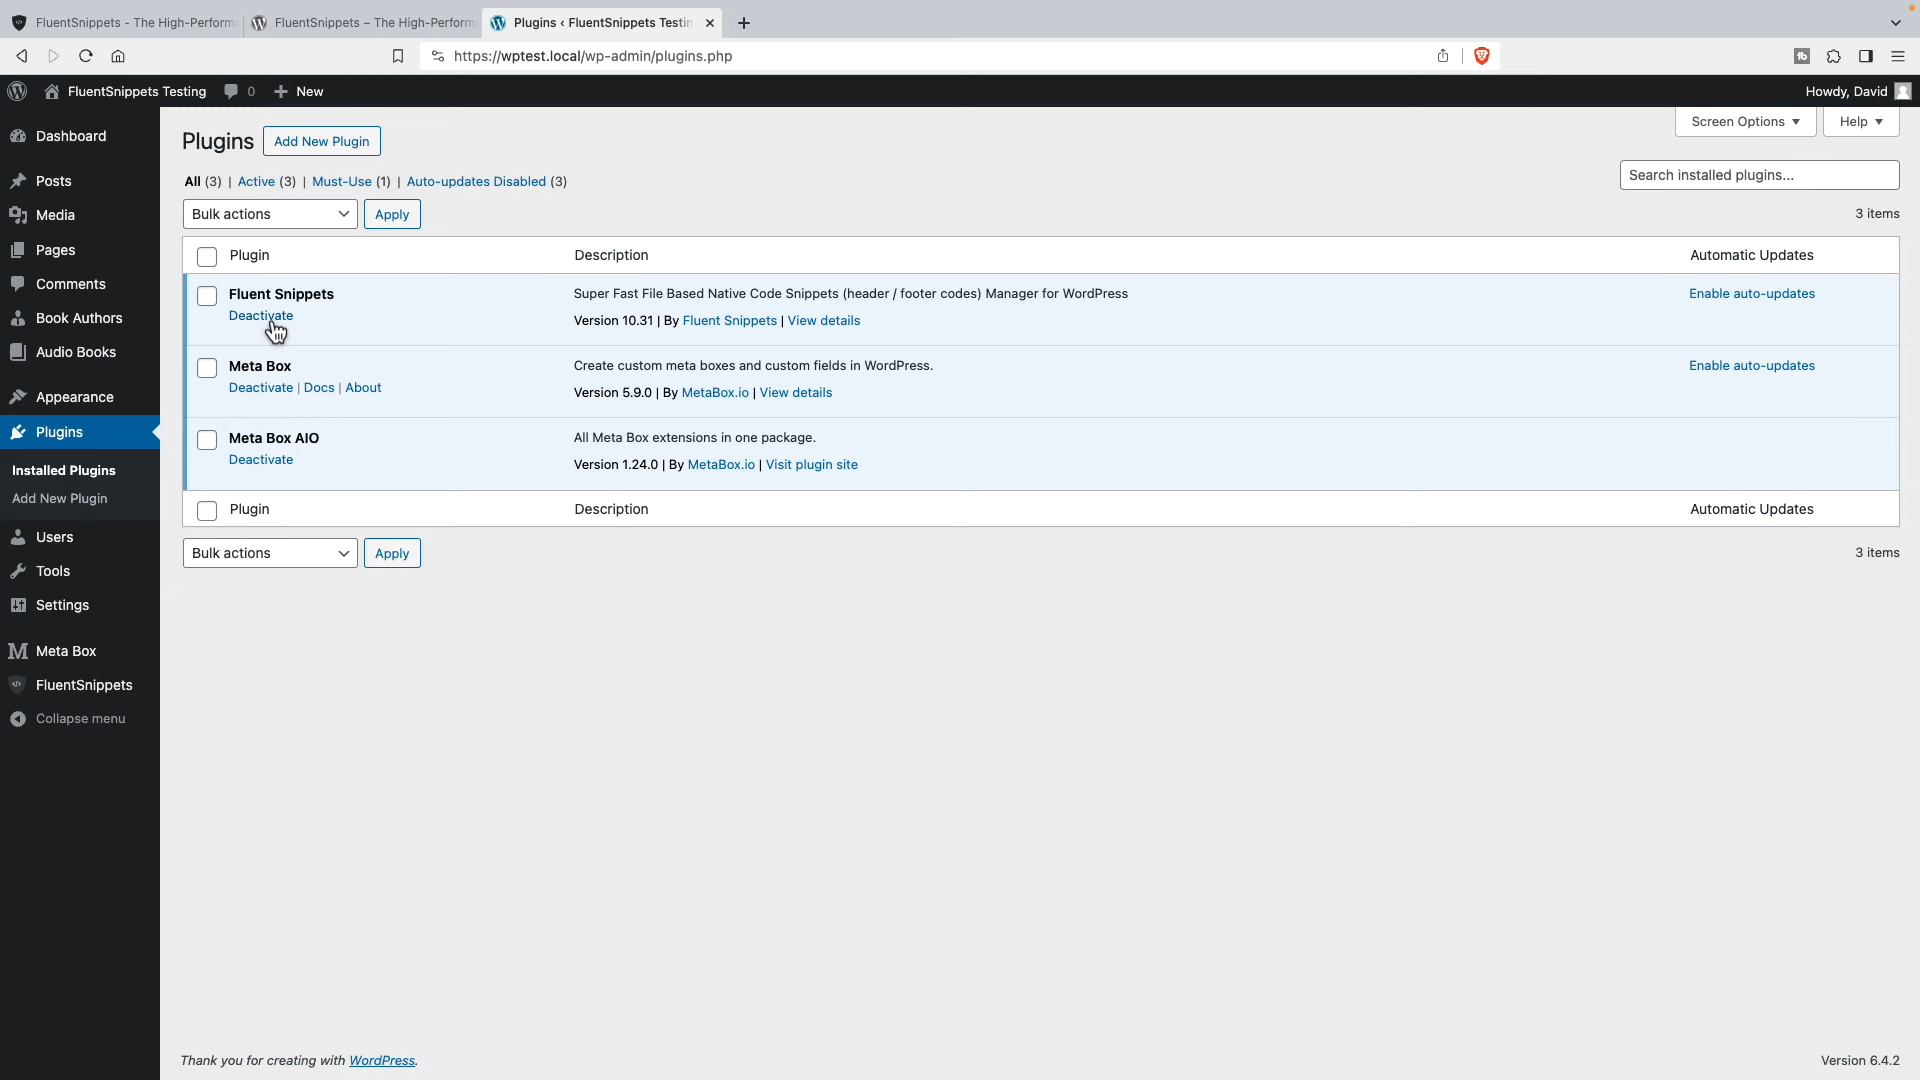 FluentSnippets - The High-Perform
FluentSnippets – The High-Perform
Plugins ‹ FluentSnippets Testin
https://wptest.local/wp-admin/plugins.php
FluentSnippets Testing 0 + New
Howdy, David
Dashboard
Posts
Media
Pages
Comments
Book Authors
Audio Books
Appearance
Plugins
Installed Plugins
Add New Plugin
Users
Tools
Settings
Meta Box
FluentSnippets
Collapse menu
Screen Options
Help
Plugins
Add New Plugin
All (3) | Active (3) | Must-Use (1) | Auto-updates Disabled (3)
Search installed plugins...
Bulk actions
Apply
3 items
Plugin
Description
Automatic Updates
Fluent Snippets
Deactivate
Super Fast File Based Native Code Snippets (header / footer codes) Manager for WordPress
Version 10.31 | By Fluent Snippets | View details
Enable auto-updates
Meta Box
Deactivate | Docs | About
Create custom meta boxes and custom fields in WordPress.
Version 5.9.0 | By MetaBox.io | View details
Enable auto-updates
Meta Box AIO
Deactivate
All Meta Box extensions in one package.
Version 1.24.0 | By MetaBox.io | Visit plugin site
Plugin
Description
Automatic Updates
Bulk actions
Apply
3 items
Thank you for creating with WordPress.
Version 6.4.2